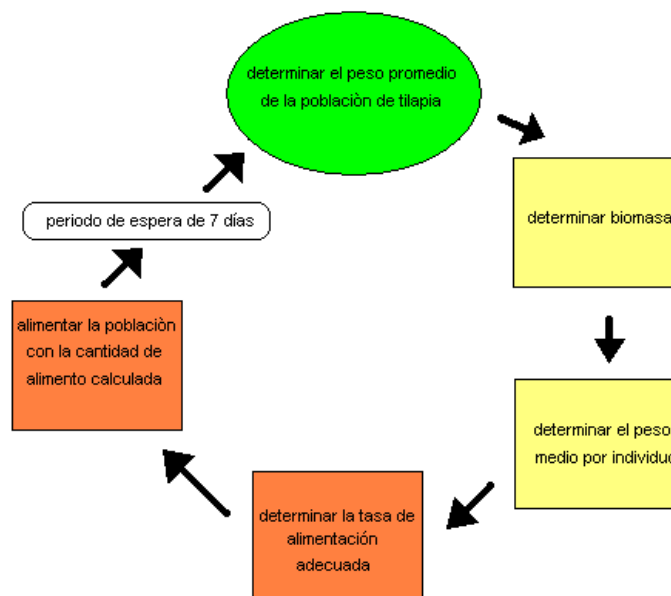 determinar el peso promedio
de la poblaciòn de tilapia
determinar biomasa
determinar el peso
medio por individuo
determinar la tasa de
alimentación
adecuada
alimentar la poblaciòn
con la cantidad de
alimento calculada
periodo de espera de 7 días